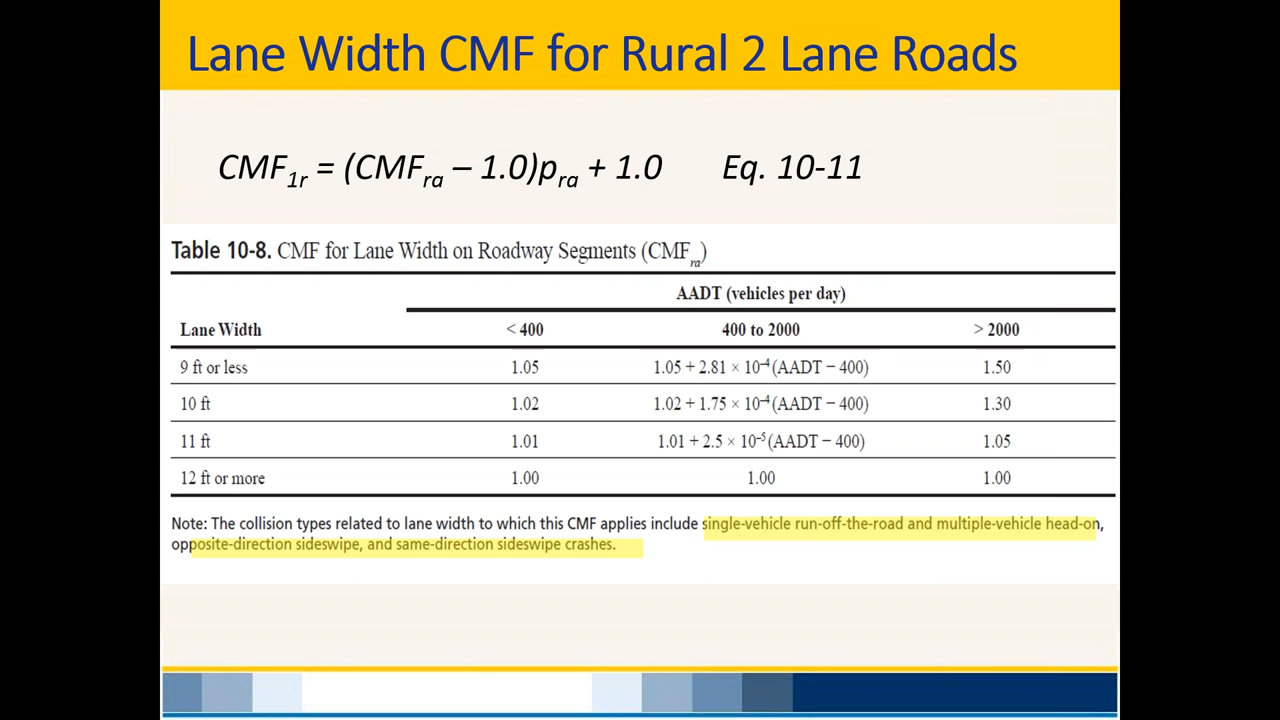 Lane Width CMF for Rural 2 Lane Roads
CMF1r = (CMFra – 1.0)pra + 1.0 Eq. 10-11
Table 10-8. CMF for Lane Width on Roadway Segments (CMFra)
AADT (vehicles per day)
Lane Width < 400 400 to 2000 > 2000
9 ft or less 1.05 1.05 + 2.81 × 10⁻⁴(AADT – 400) 1.50
10 ft 1.02 1.02 + 1.75 × 10⁻⁴(AADT – 400) 1.30
11 ft 1.01 1.01 + 2.5 × 10⁻⁵(AADT – 400) 1.05
12 ft or more 1.00 1.00 1.00
Note: The collision types related to lane width to which this CMF applies include single-vehicle run-off-the-road and multiple-vehicle head-on,
opposite-direction sideswipe, and same-direction sideswipe crashes.